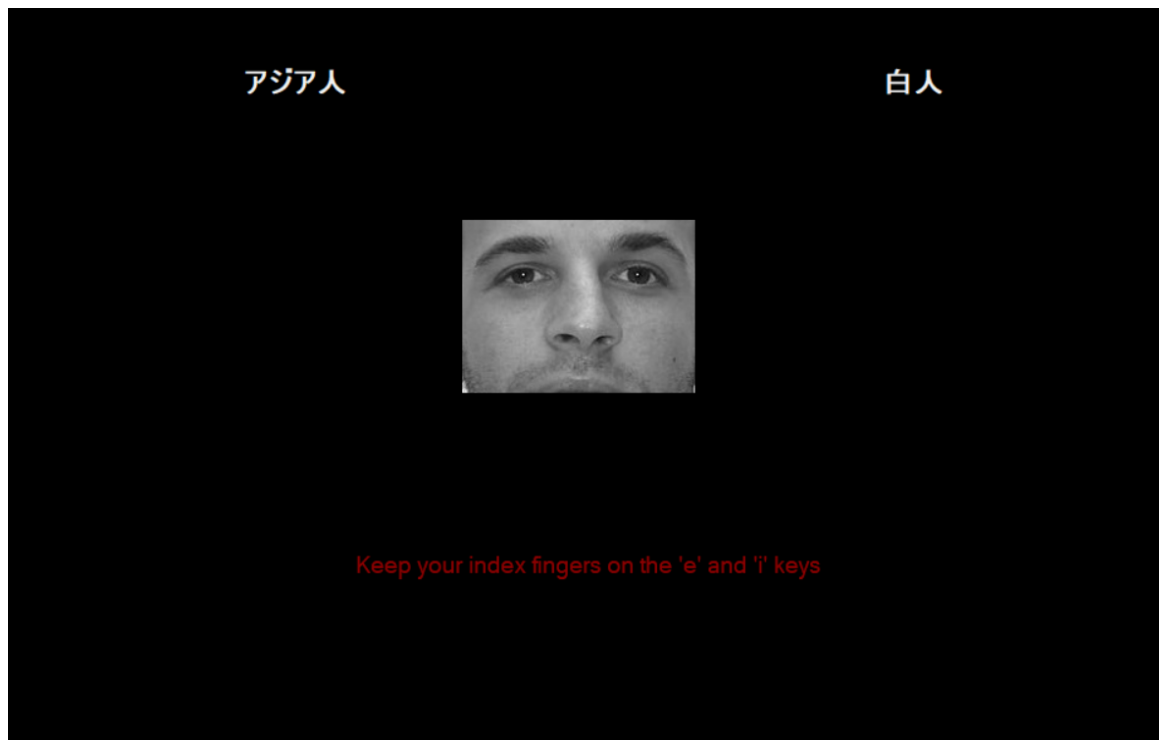 アジア人
白人
Keep your index fingers on the 'e' and 'i' keys